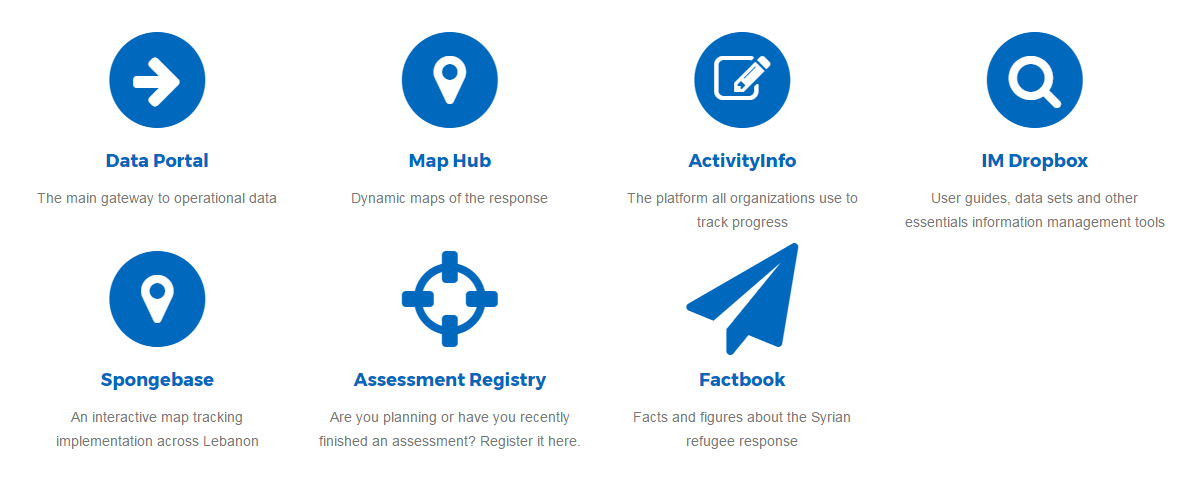 Data Portal
The main gateway to operational data
Map Hub
Dynamic maps of the response
ActivityInfo
The platform all organizations use to
track progress
IM Dropbox
User guides, data sets and other
essentials information management tools
Spongebase
An interactive map tracking
implementation across Lebanon
Assessment Registry
Are you planning or have you recently
finished an assessment? Register it here.
Factbook
Facts and figures about the Syrian
refugee response